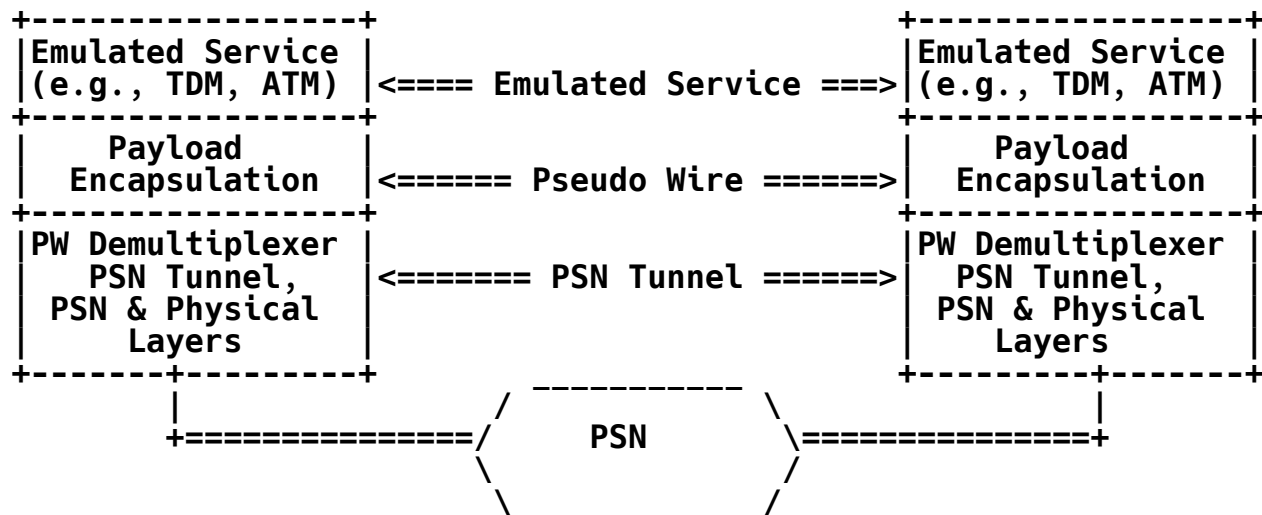 +-----------------+                           +-----------------+
|Emulated Service |                           |Emulated Service |
|(e.g., TDM, ATM) |<==== Emulated Service ===>|(e.g., TDM, ATM) |
+-----------------+                           +-----------------+
|    Payload      |                           |    Payload      |
|  Encapsulation  |<====== Pseudo Wire ======>|  Encapsulation  |
+-----------------+                           +-----------------+
|PW Demultiplexer |                           |PW Demultiplexer |
|   PSN Tunnel,   |<======= PSN Tunnel ======>|   PSN Tunnel,   |
| PSN & Physical  |                           | PSN & Physical  |
|     Layers      |                           |     Layers      |
+-------+---------+        ___________        +---------+-------+
        |                /             \                |
        +===============/     PSN       \===============+
                        \               /
                         \             /